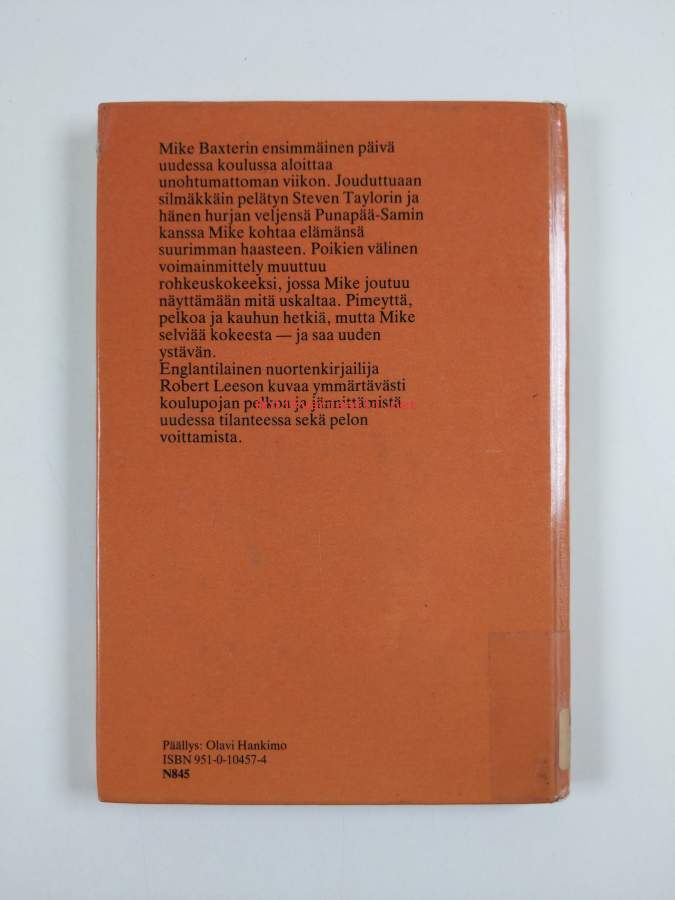 Mike Baxterin ensimmäinen päivä
uudessa koulussa aloittaa
unohtumattoman viikon. Jouduttuaan
silmäkkäin pelätyn Steven Taylorin ja
hänen hurjan veljensä Punapää-Samin
kanssa Mike kohtaa elämänsä
suurimman haasteen. Poikien välinen
voimainmittely muuttuu
rohkeuskokeeksi, jossa Mike joutuu
näyttämään mitä uskaltaa. Pimeyttä,
pelkoa ja kauhun hetkiä, mutta Mike
selviää kokeesta — ja saa uuden
ystävän.
Englantilainen nuortenkirjailija
Robert Leeson kuvaa ymmärtävästi
koulupojan pelkoa ja jännittämistä
uudessa tilanteessa sekä pelon
voittamista.
Päällys: Olavi Hankimo
ISBN 951-0-10457-4
N845